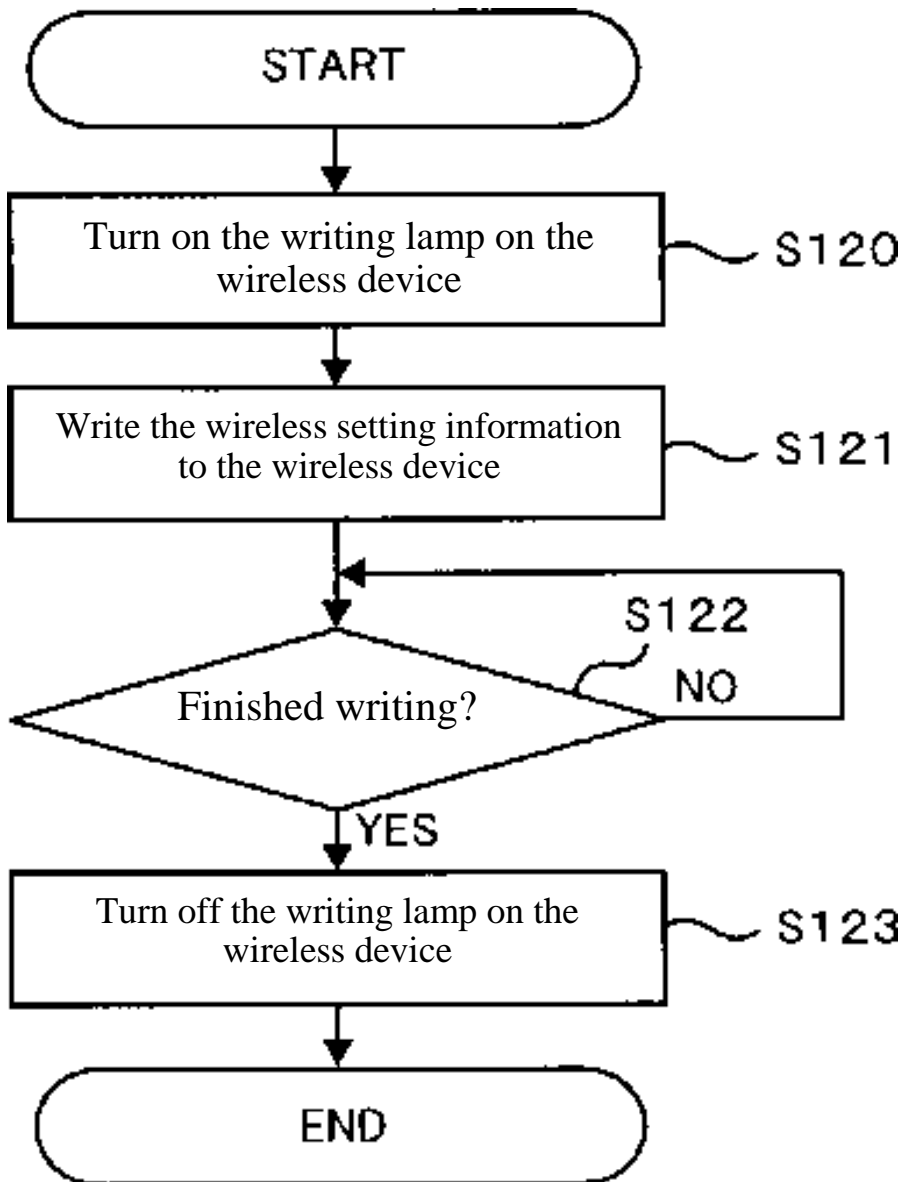 START
Turn on the writing lamp on the
wireless device
S120
Write the wireless setting information
to the wireless device
S121
S122
Finished writing?
NO
YES
Turn off the writing lamp on the
wireless device
S123
END